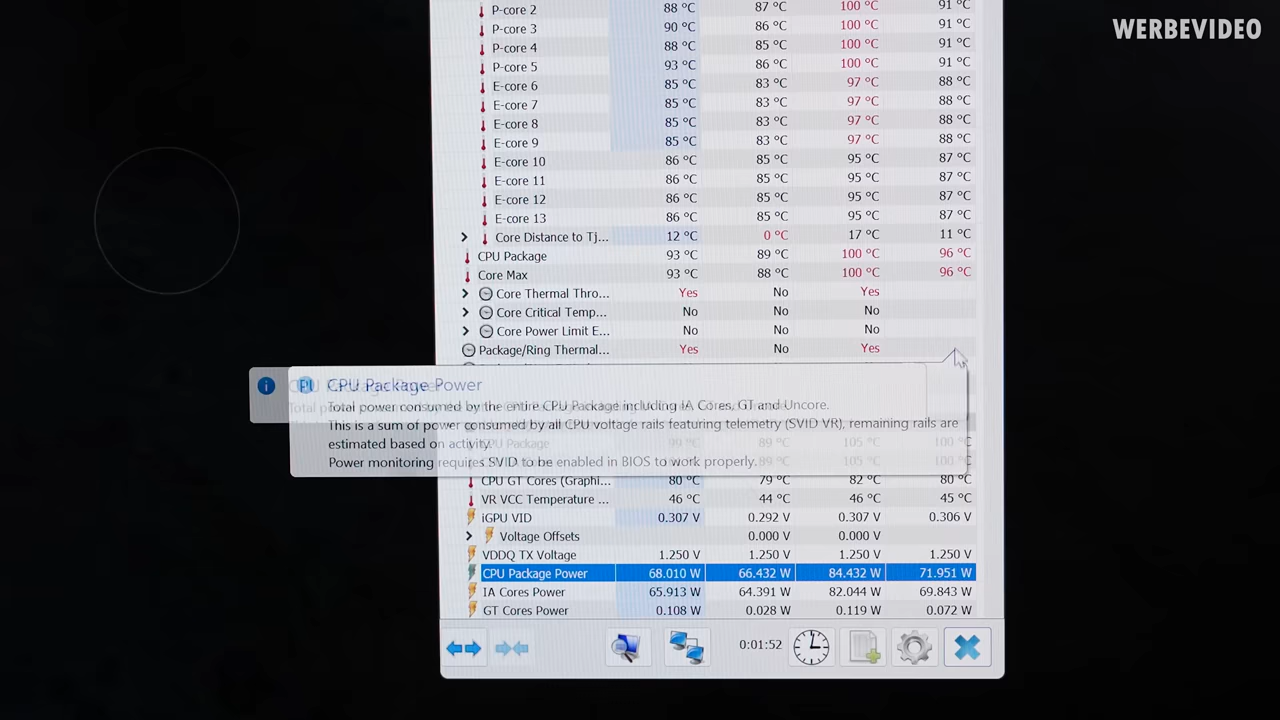 WERBEVIDEO
P-core 2 88 °C 87 °C 100 °C 91 °C
P-core 3 90 °C 86 °C 100 °C 91 °C
P-core 4 88 °C 85 °C 100 °C 91 °C
P-core 5 93 °C 86 °C 100 °C 91 °C
E-core 6 85 °C 83 °C 97 °C 88 °C
E-core 7 85 °C 83 °C 97 °C 88 °C
E-core 8 85 °C 83 °C 97 °C 88 °C
E-core 9 85 °C 83 °C 97 °C 88 °C
E-core 10 86 °C 85 °C 95 °C 87 °C
E-core 11 86 °C 85 °C 95 °C 87 °C
E-core 12 86 °C 85 °C 95 °C 87 °C
E-core 13 86 °C 85 °C 95 °C 87 °C
Core Distance to Tj... 12 °C 0 °C 17 °C 11 °C
CPU Package 93 °C 89 °C 100 °C 96 °C
Core Max 93 °C 88 °C 100 °C 96 °C
Core Thermal Thro... Yes No Yes
Core Critical Temp... No No No
Core Power Limit E... No No No
Package/Ring Thermal... Yes No Yes
CPU Package Power
Total power consumed by the entire CPU Package including IA Cores, GT and Uncore.
This is a sum of power consumed by all CPU voltage rails featuring telemetry (SVID VR), remaining rails are
estimated based on activity.
CPU Package 99 °C 89 °C 105 °C 100 °C
Power monitoring requires SVID to be enabled in BIOS to work properly.
89 °C 105 °C 100 °C
CPU GT Cores (Graphi... 80 °C 79 °C 82 °C 80 °C
VR VCC Temperature ... 46 °C 44 °C 46 °C 45 °C
iGPU VID 0.307 V 0.292 V 0.307 V 0.306 V
Voltage Offsets 0.000 V 0.000 V
VDDQ TX Voltage 1.250 V 1.250 V 1.250 V 1.250 V
CPU Package Power 68.010 W 66.432 W 84.432 W 71.951 W
IA Cores Power 65.913 W 64.391 W 82.044 W 69.843 W
GT Cores Power 0.108 W 0.028 W 0.119 W 0.072 W
0:01:52